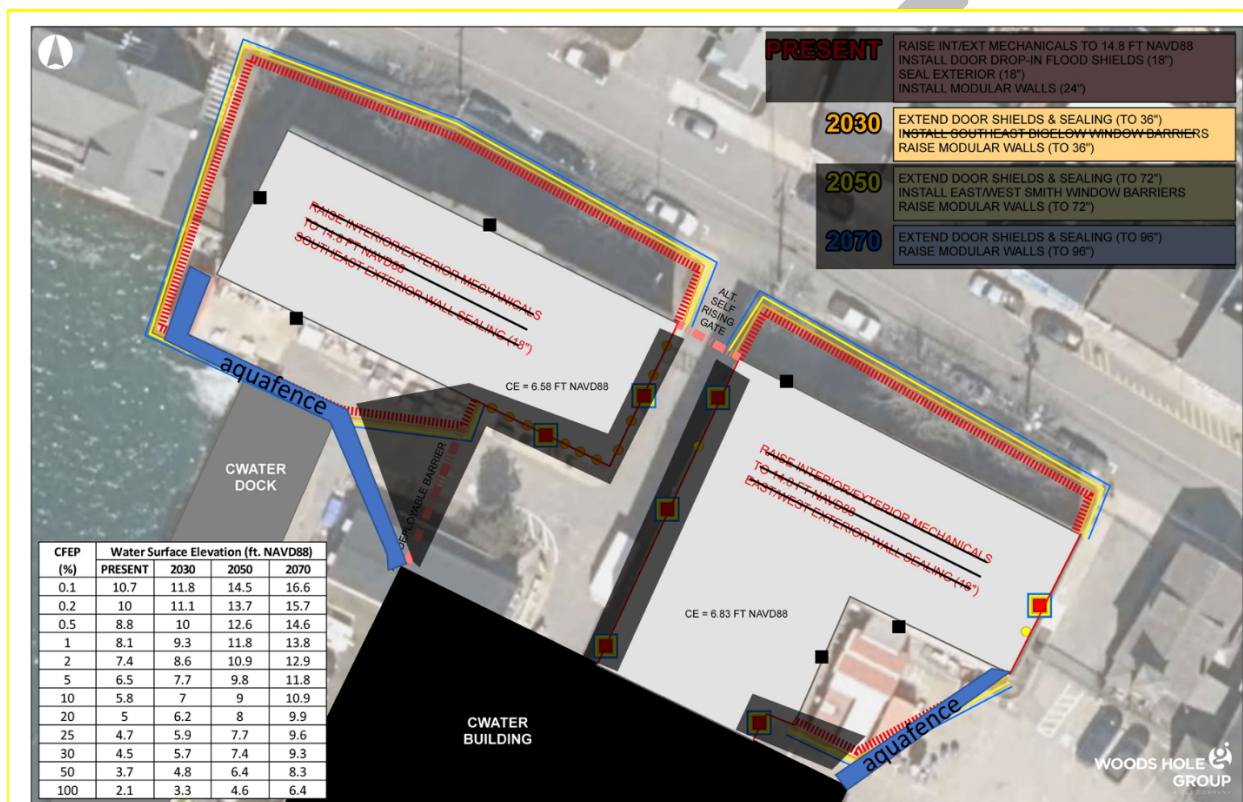 PRESENT
RAISE INT/EXT MECHANICALS TO 14.8 FT NAVD88
INSTALL DOOR DROP-IN FLOOD SHIELDS (18")
SEAL EXTERIOR (18")
INSTALL MODULAR WALLS (24")
2030
EXTEND DOOR SHIELDS & SEALING (TO 36")
INSTALL SOUTHEAST BIGELOW WINDOW BARRIERS
RAISE MODULAR WALLS (TO 36")
2050
EXTEND DOOR SHIELDS & SEALING (TO 72")
INSTALL EAST/WEST SMITH WINDOW BARRIERS
RAISE MODULAR WALLS (TO 72")
2070
EXTEND DOOR SHIELDS & SEALING (TO 96")
RAISE MODULAR WALLS (TO 96")
RAISE INTERIOR/EXTERIOR MECHANICALS
TO 14.8 FT NAVD88
SOUTHEAST EXTERIOR WALL SEALING (18")
ALT.
SELF
RISING
GATE
CE = 6.58 FT NAVD88
aquafence
DEPLOYABLE BARRIER
CWATER
DOCK
RAISE INTERIOR/EXTERIOR MECHANICALS
TO 14.8 FT NAVD88
EAST/WEST EXTERIOR WALL SEALING (18")
CE = 6.83 FT NAVD88
CWATER
BUILDING
aquafence
CFEP (%) Water Surface Elevation (ft. NAVD88)
PRESENT 2030 2050 2070
0.1 10.7 11.8 14.5 16.6
0.2 10 11.1 13.7 15.7
0.5 8.8 10 12.6 14.6
1 8.1 9.3 11.8 13.8
2 7.4 8.6 10.9 12.9
5 6.5 7.7 9.8 11.8
10 5.8 7 9 10.9
20 5 6.2 8 9.9
25 4.7 5.9 7.7 9.6
30 4.5 5.7 7.4 9.3
50 3.7 4.8 6.4 8.3
100 2.1 3.3 4.6 6.4
WOODS HOLE
GROUP